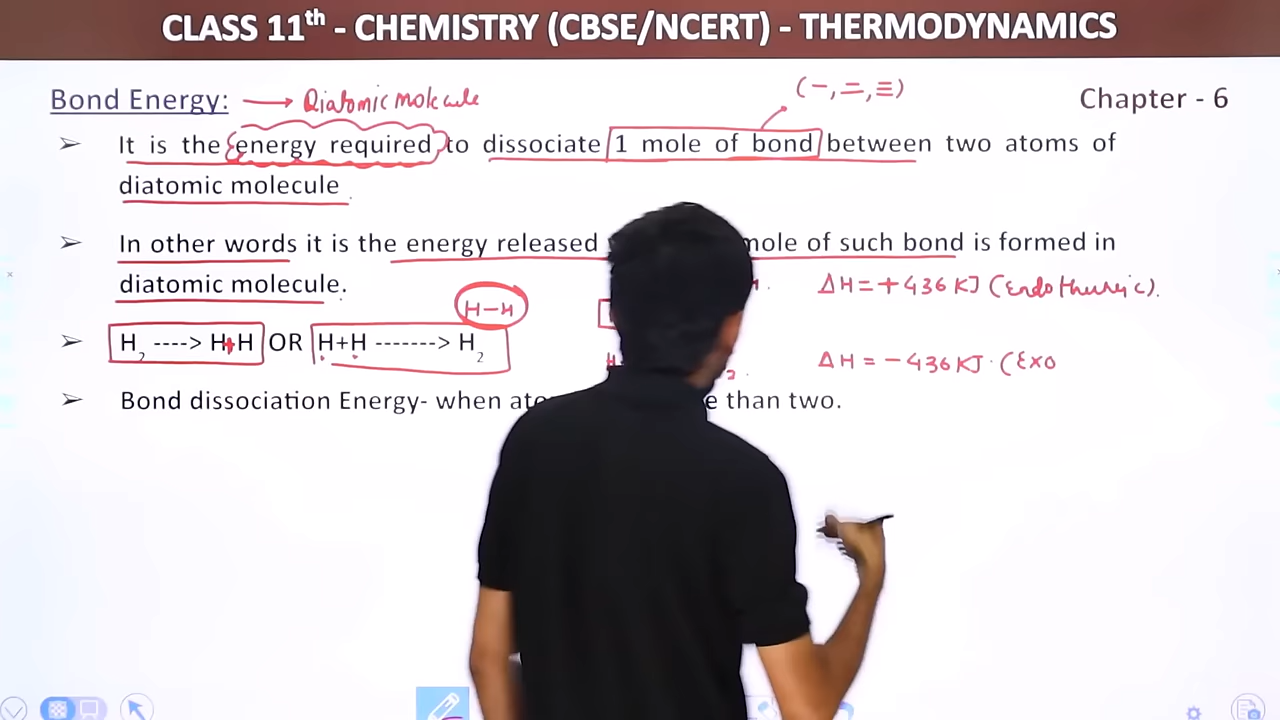 CLASS 11th - CHEMISTRY (CBSE/NCERT) - THERMODYNAMICS
Bond Energy: → Diatomic molecule (−, =, ≡) Chapter - 6
➢ It is the energy required to dissociate 1 mole of bond between two atoms of
diatomic molecule
➢ In other words it is the energy released mole of such bond is formed in
diatomic molecule. ΔH = +436 KJ (Endothermic).
H−H
➢ H2 ----> H+H OR H+H -------> H2
2. ΔH = −436 KJ. (Exo
➢ Bond dissociation Energy- when than two.